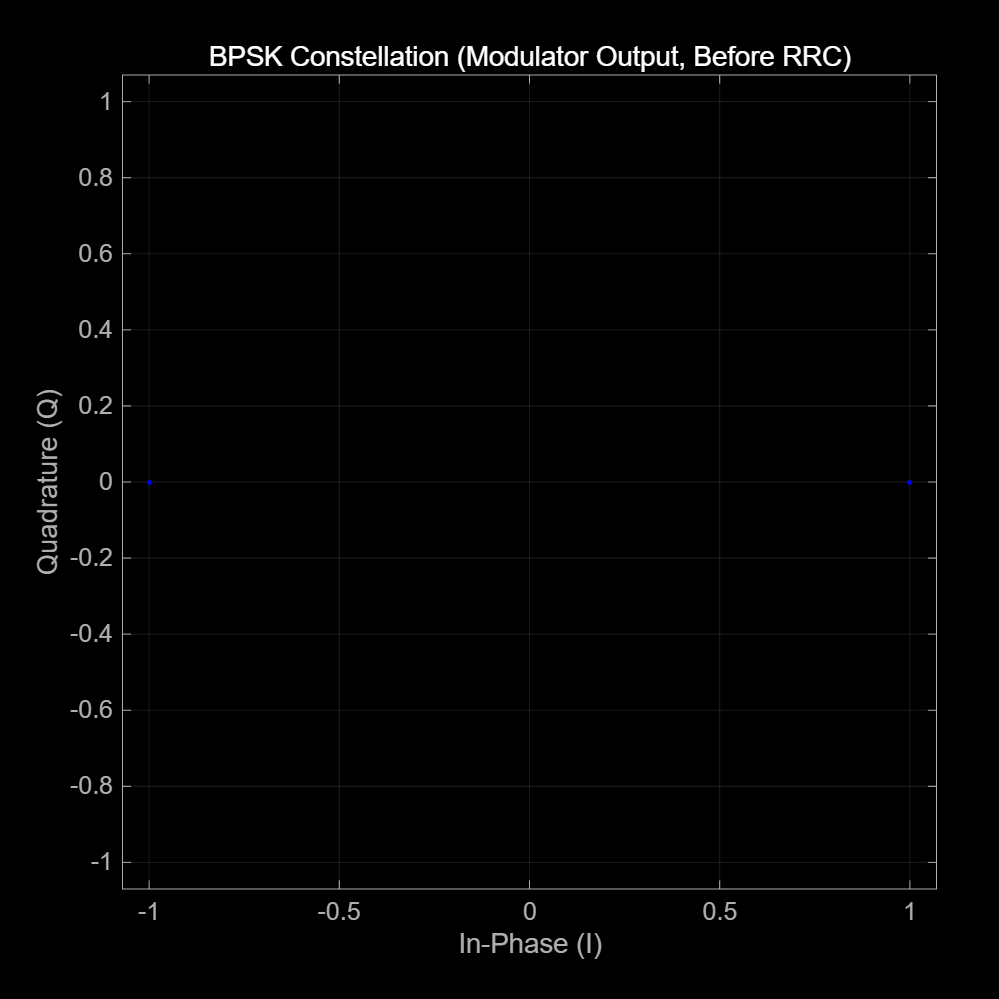 BPSK Constellation (Modulator Output, Before RRC)
1
0.8
0.6
0.4
0.2
0
-0.2
-0.4
-0.6
-0.8
-1
Quadrature (Q)
-1 -0.5 0 0.5 1
In-Phase (I)